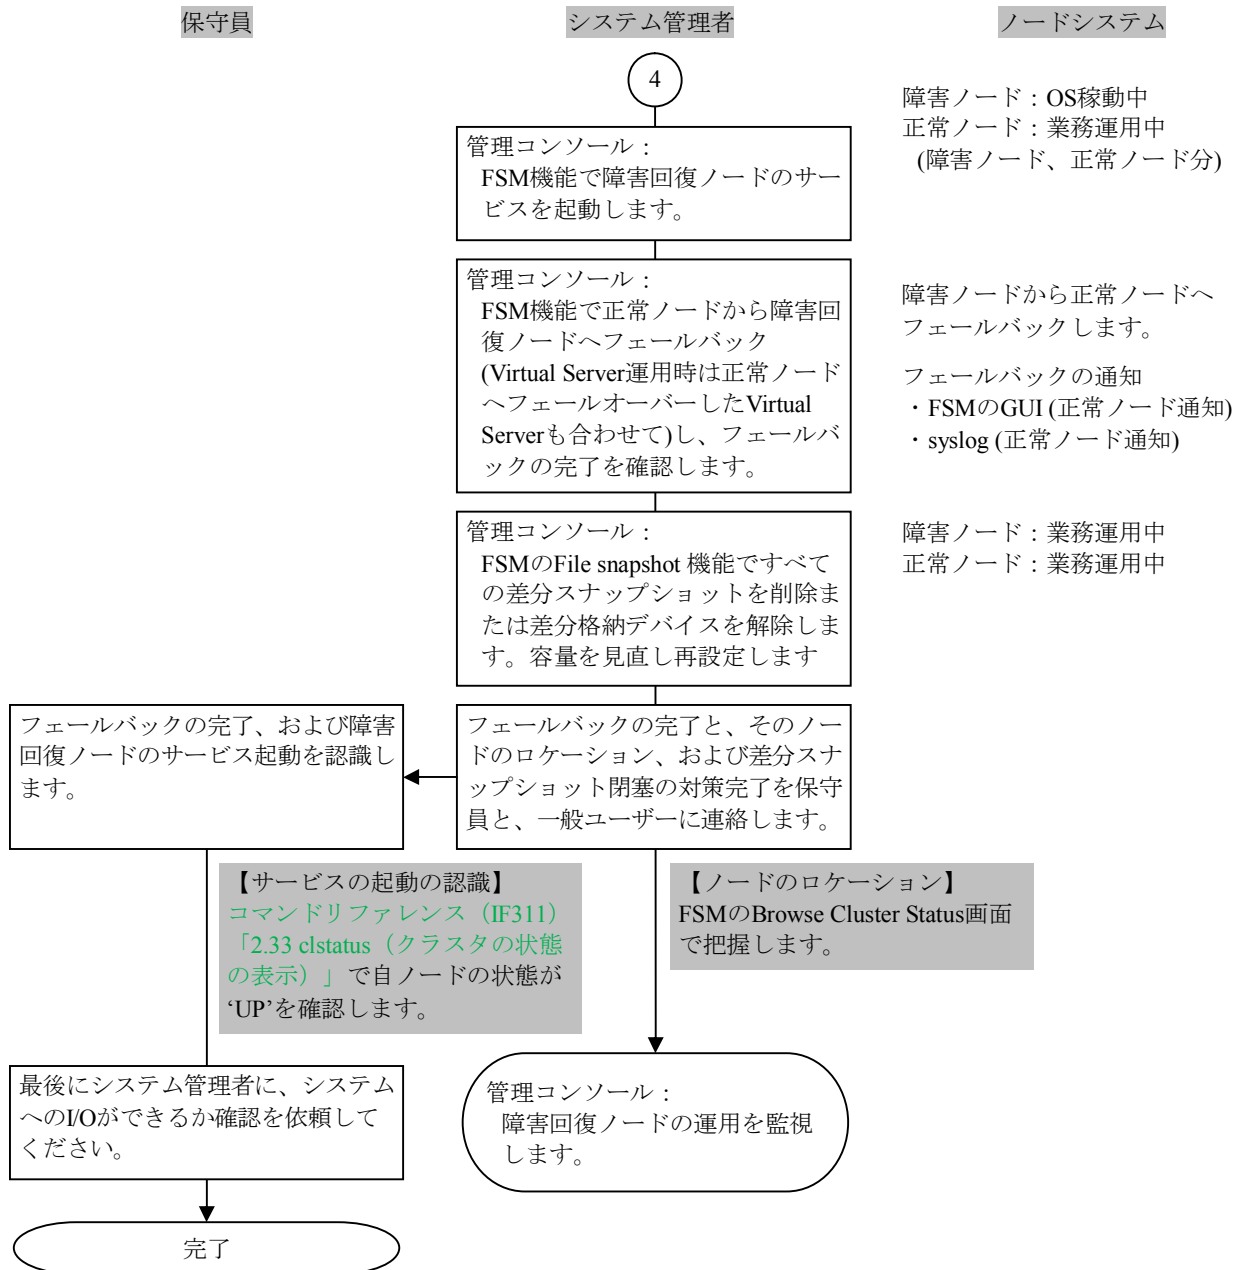 保守員
システム管理者
ノードシステム
4
障害ノード：OS稼動中
正常ノード：業務運用中
(障害ノード、正常ノード分)
管理コンソール：
FSM機能で障害回復ノードのサー
ビスを起動します。
管理コンソール：
FSM機能で正常ノードから障害回
復ノードへフェールバック
(Virtual Server運用時は正常ノード
へフェールオーバーしたVirtual
Serverも合わせて)し、フェールバ
ックの完了を確認します。
障害ノードから正常ノードへ
フェールバックします。
フェールバックの通知
・FSMのGUI (正常ノード通知)
・syslog (正常ノード通知)
管理コンソール：
FSMのFile snapshot 機能ですべて
の差分スナップショットを削除ま
たは差分格納デバイスを解除しま
す。容量を見直し再設定します
障害ノード：業務運用中
正常ノード：業務運用中
フェールバックの完了、および障害
回復ノードのサービス起動を認識し
ます。
フェールバックの完了と、そのノー
ドのロケーション、および差分スナ
ップショット閉塞の対策完了を保守
員と、一般ユーザーに連絡します。
【サービスの起動の認識】
コマンドリファレンス（IF311）
「2.33 clstatus（クラスタの状態
の表示）」で自ノードの状態が
‘UP’を確認します。
【ノードのロケーション】
FSMのBrowse Cluster Status画面
で把握します。
最後にシステム管理者に、システム
へのI/Oができるか確認を依頼して
ください。
管理コンソール：
障害回復ノードの運用を監視
します。
完了